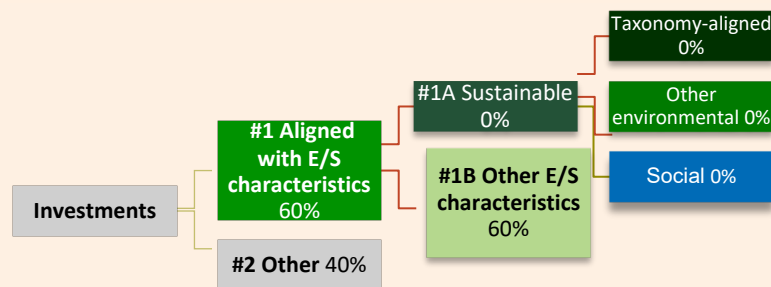 Taxonomy-aligned
0%
#1A Sustainable
0%
Other
environmental 0%
#1 Aligned
with E/S
characteristics
60%
#1B Other E/S
characteristics
60%
Social 0%
Investments
#2 Other 40%